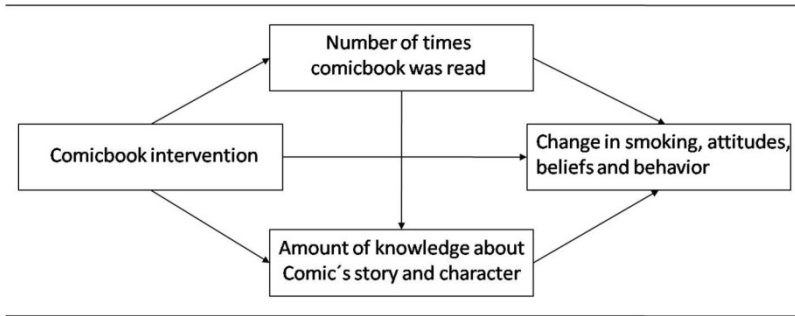 Number of times
comicbook was read
Comicbook intervention
Change in smoking, attitudes,
beliefs and behavior
Amount of knowledge about
Comic´s story and character